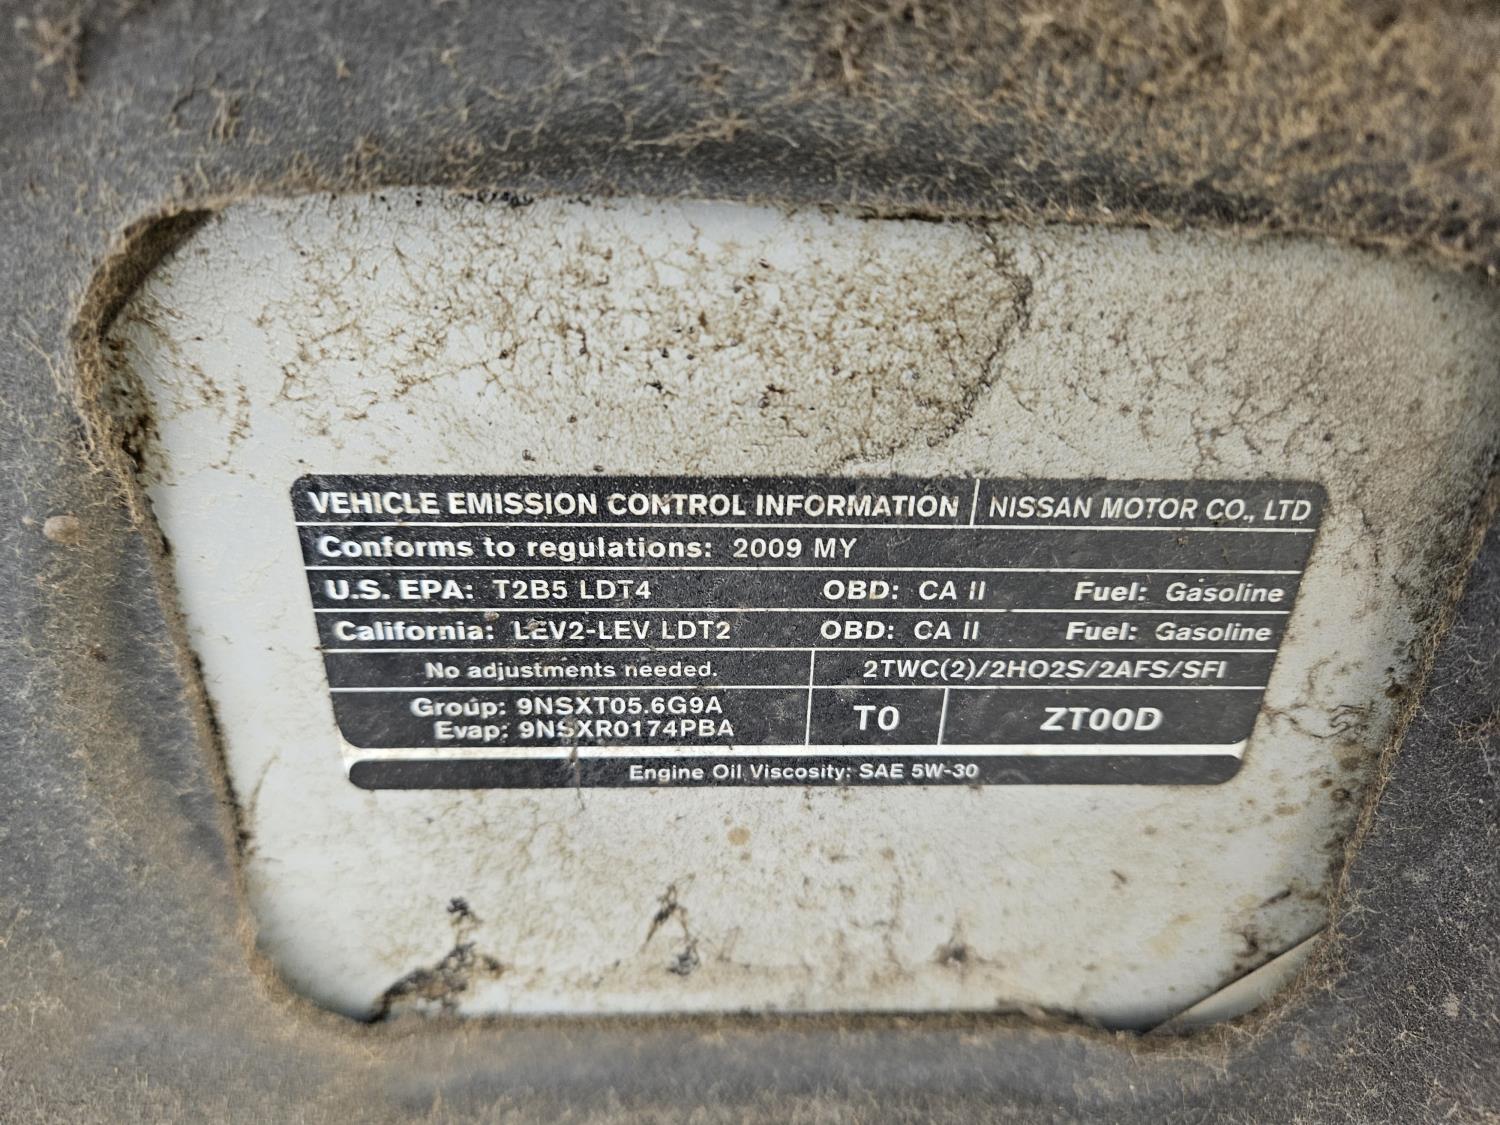 VEHICLE EMISSION CONTROL INFORMATION NISSAN MOTOR CO., LTD
Conforms to regulations: 2009 MY
U.S. EPA: T2B5 LDT4 OBD: CA II Fuel: Gasoline
California: LEV2-LEV LDT2 OBD: CA II Fuel: Gasoline
No adjustments needed. 2TWC(2)/2HO2S/2AFS/SFI
Group: 9NSXT05.6G9A
Evap: 9NSXR0174PBA
T0 ZT00D
Engine Oil Viscosity: SAE 5W-30